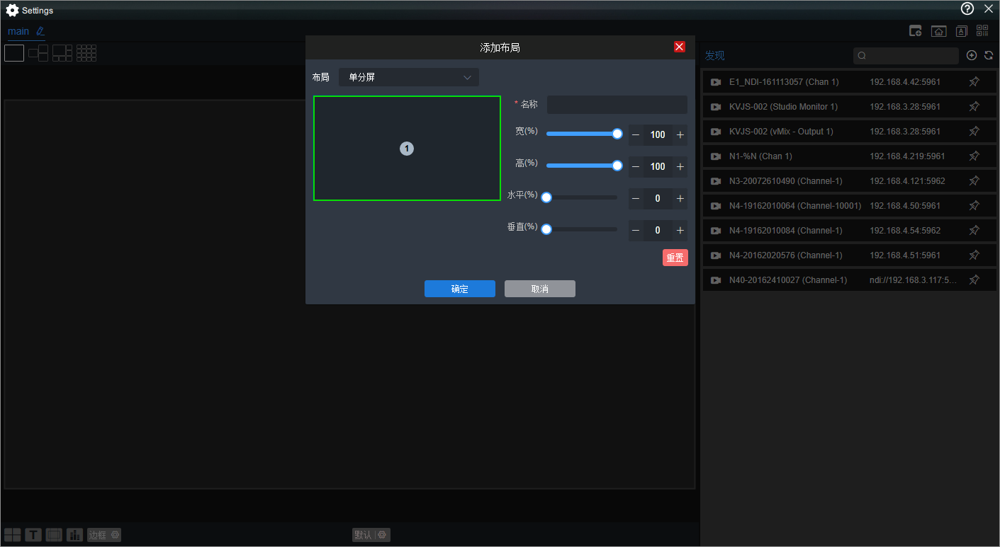 Settings
main
添加布局
布局 单分屏
1
* 名称
宽(%) 100
高(%) 100
水平(%) 0
垂直(%) 0
重置
确定 取消
发现
E1_NDI-161113057 (Chan 1) 192.168.4.42:5961
KVJS-002 (Studio Monitor 1) 192.168.3.28:5961
KVJS-002 (vMix - Output 1) 192.168.3.28:5961
N1-%N (Chan 1) 192.168.4.219:5961
N3-20072610490 (Channel-1) 192.168.4.121:5962
N4-19162010064 (Channel-10001) 192.168.4.50:5961
N4-19162010084 (Channel-1) 192.168.4.54:5962
N4-20162020576 (Channel-1) 192.168.4.51:5961
N40-20162410027 (Channel-1) ndi://192.168.3.117:5...
T 边框 默认